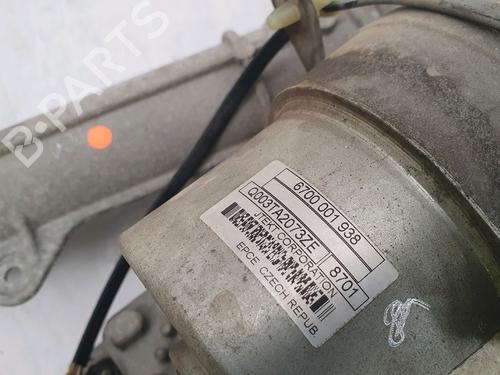 B-PARTS
6700 001 938
Q003TA2073ZE
8701
JTEKT CORPORATION
EPCE CZECH REPUB